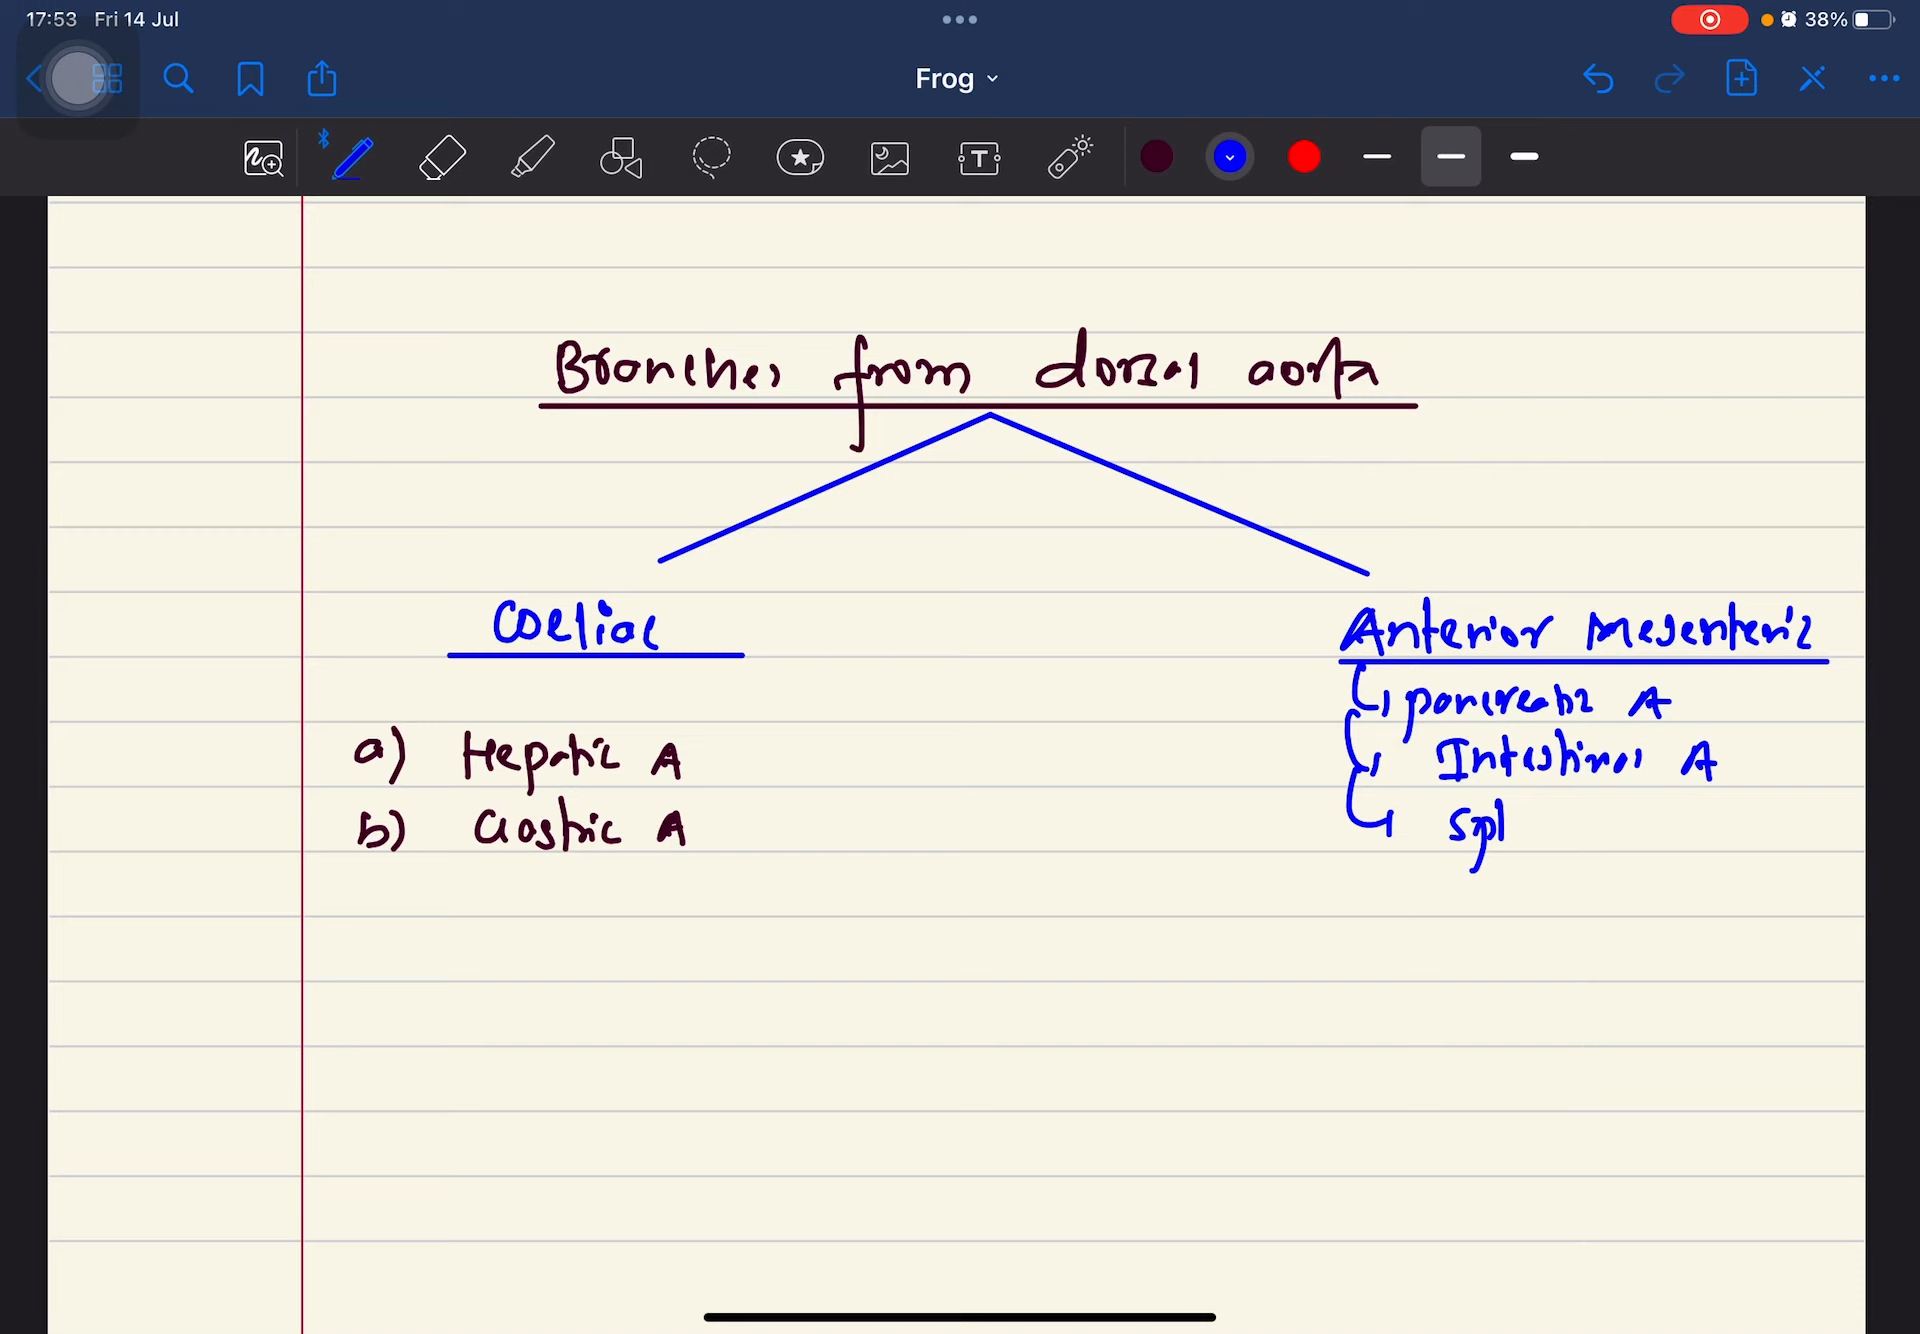 17:53 Fri 14 Jul
38%
Frog
T
Branches from dorsal aorta
Coeliac
Anterior Mesenteric
a) Hepatic A
b) Gastric A
pancreatic A
Intestinal A
Spl